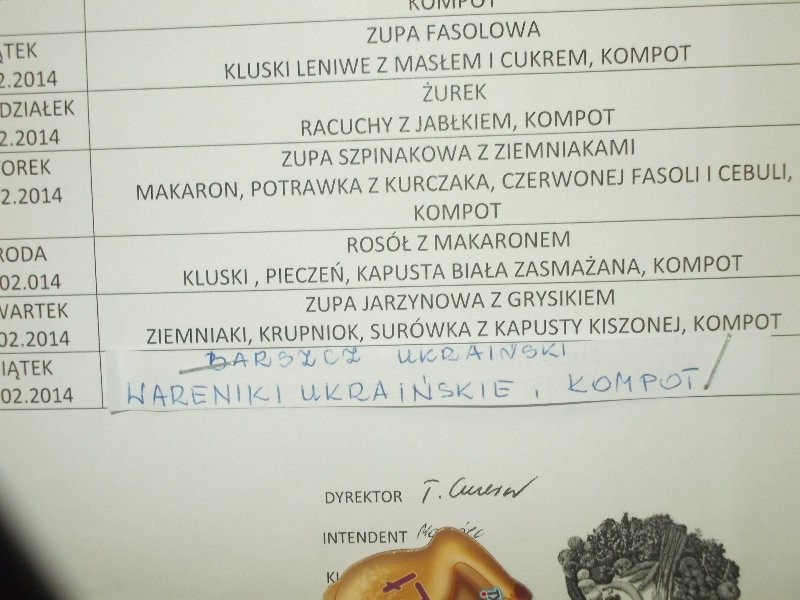 KOMPOT
ĄTEK
ZUPA FASOLOWA
2.2014
KLUSKI LENIWE Z MASŁEM I CUKREM, KOMPOT
DZIAŁEK
ŻUREK
2.2014
RACUCHY Z JABŁKIEM, KOMPOT
OREK
ZUPA SZPINAKOWA Z ZIEMNIAKAMI
2.2014
MAKARON, POTRAWKA Z KURCZAKA, CZERWONEJ FASOLI I CEBULI,
KOMPOT
RODA
ROSÓŁ Z MAKARONEM
02.014
KLUSKI , PIECZEŃ, KAPUSTA BIAŁA ZASMAŻANA, KOMPOT
WARTEK
ZUPA JARZYNOWA Z GRYSIKIEM
02.2014
ZIEMNIAKI, KRUPNIOK, SURÓWKA Z KAPUSTY KISZONEJ, KOMPOT
IĄTEK
BARSZCZ UKRAIŃSKI
02.2014
WARENIKI UKRAIŃSKIE, KOMPOT
DYREKTOR
INTENDENT